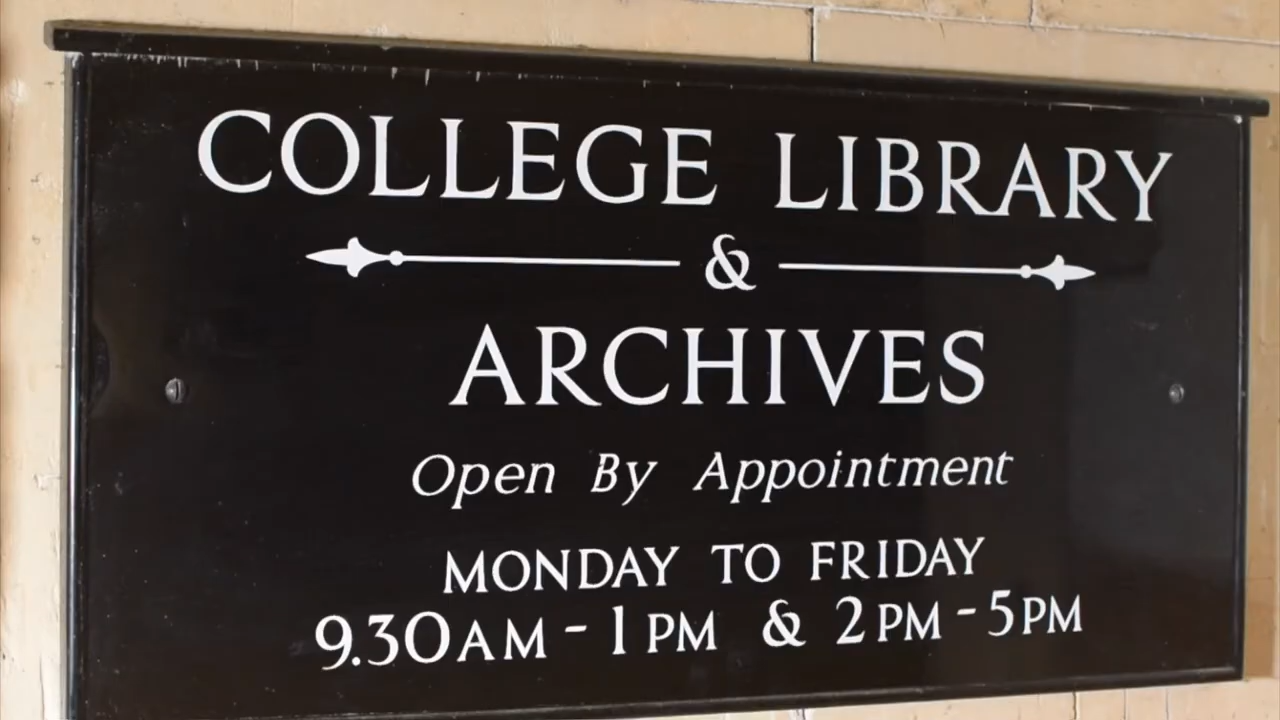 COLLEGE LIBRARY
&
ARCHIVES
Open By Appointment
MONDAY TO FRIDAY
9.30AM - 1PM & 2PM - 5PM